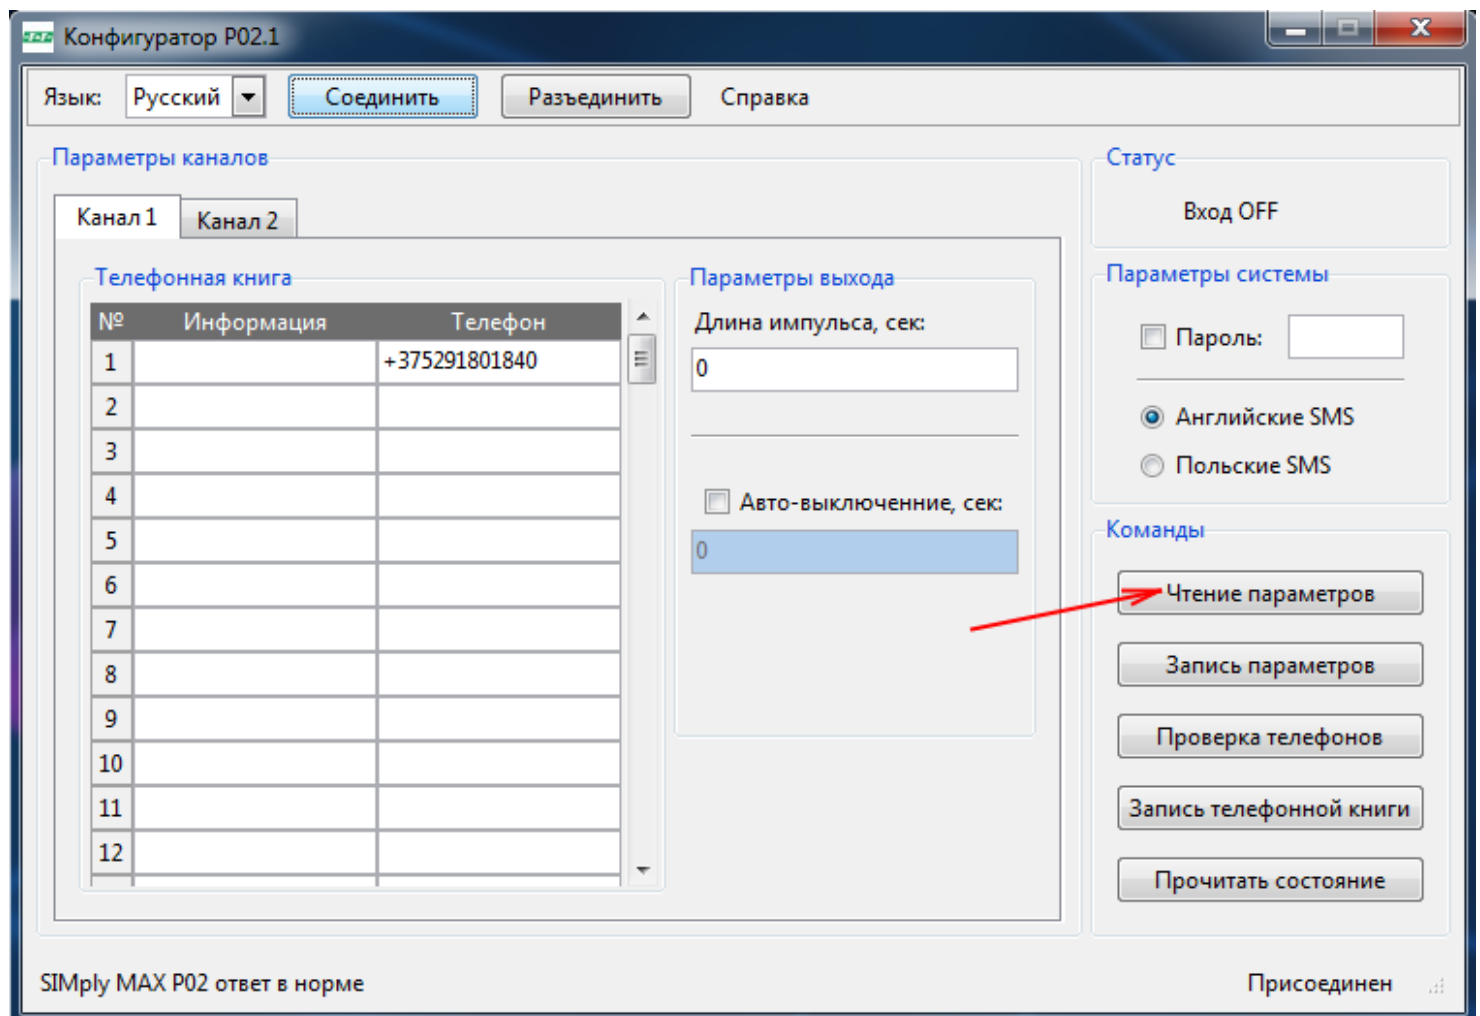 Конфигуратор P02.1
Язык: Русский Соединить Разъединить Справка
Параметры каналов
Канал 1 Канал 2
Телефонная книга
№ Информация Телефон
1 +375291801840
2
3
4
5
6
7
8
9
10
11
12
Параметры выхода
Длина импульса, сек:
0
Авто-выключенние, сек:
0
Статус
Вход OFF
Параметры системы
Пароль:
Английские SMS
Польские SMS
Команды
Чтение параметров
Запись параметров
Проверка телефонов
Запись телефонной книги
Прочитать состояние
SIMply MAX P02 ответ в норме
Присоединен